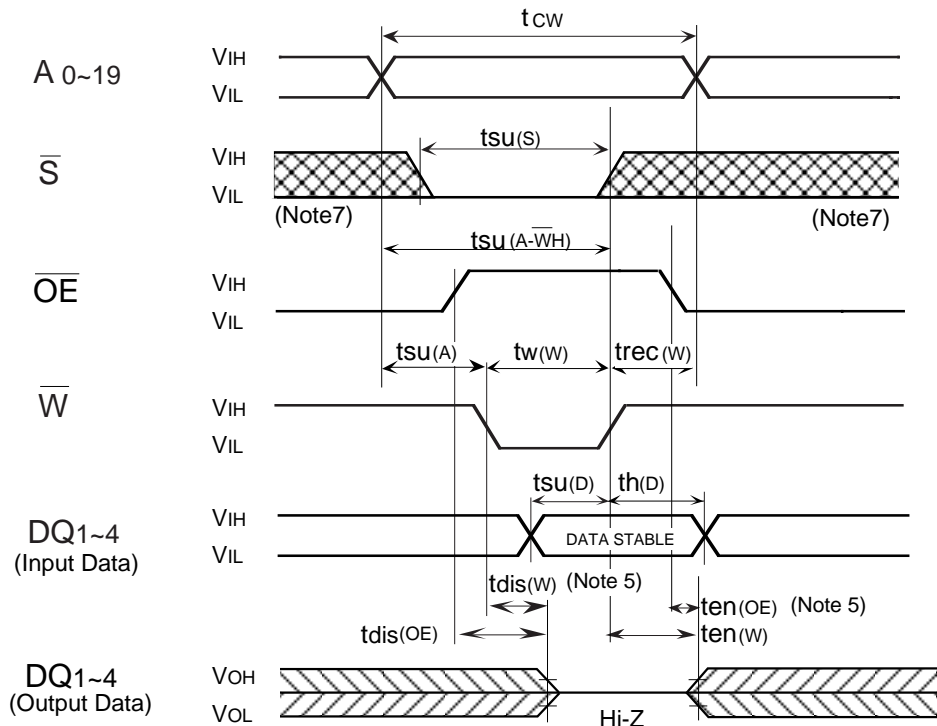 tCW
A 0~19
VIH
VIL
tsu(S)
S
VIH
VIL
(Note7)
(Note7)
tsu(A-WH)
OE
VIH
VIL
tsu(A)
tw(W)
trec(W)
W
VIH
VIL
tsu(D)
th(D)
DQ1~4
(Input Data)
VIH
VIL
DATA STABLE
tdis(W)
(Note 5)
ten(OE)
(Note 5)
tdis(OE)
ten(W)
DQ1~4
(Output Data)
VOH
VOL
Hi-Z